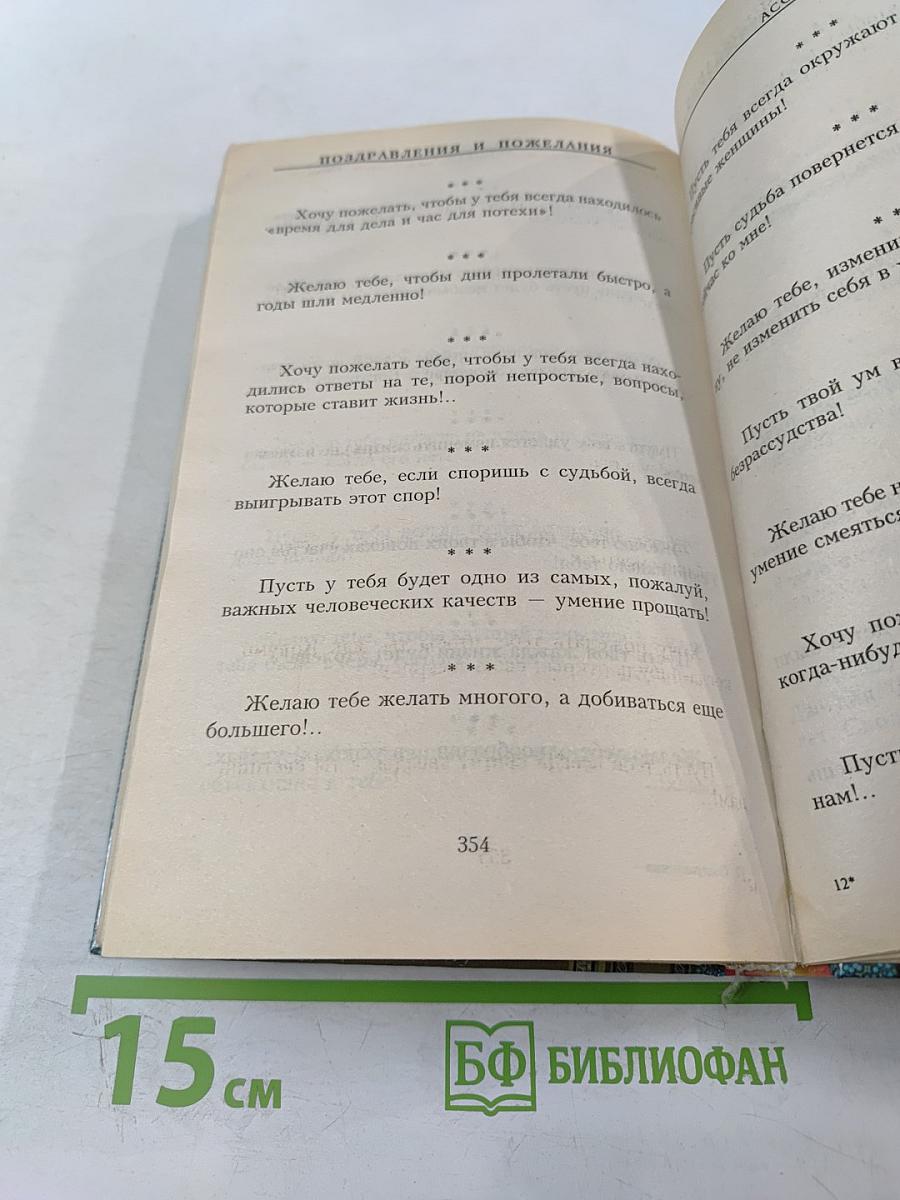 ПОЗДРАВЛЕНИЯ И ПОЖЕЛАНИЯ
* * *
Хочу пожелать, чтобы у тебя всегда находилось
«время для дела и час для потехи»!
* * *
Желаю тебе, чтобы дни пролетали быстро, а
годы шли медленно!
* * *
Хочу пожелать тебе, чтобы у тебя всегда нахо-
дились ответы на те, порой непростые, вопросы,
которые ставит жизнь!..
* * *
Желаю тебе, если споришь с судьбой, всегда
выигрывать этот спор!
* * *
Пусть у тебя будет одно из самых, пожалуй,
важных человеческих качеств — умение прощать!
* * *
Желаю тебе желать многого, а добиваться еще
большего!..
354
* * *
Пусть тебя всегда окружают
женщины!
* * *
Пусть судьба повернется
ко мне!
* *
Желаю тебе, измени
не изменить себя в
Пусть твой ум
безрассудства!
Желаю тебе
умение смеяться
Хочу
когда-нибуд
Пусть
нам!..
12*
15 см
БФ БИБЛИОФАН